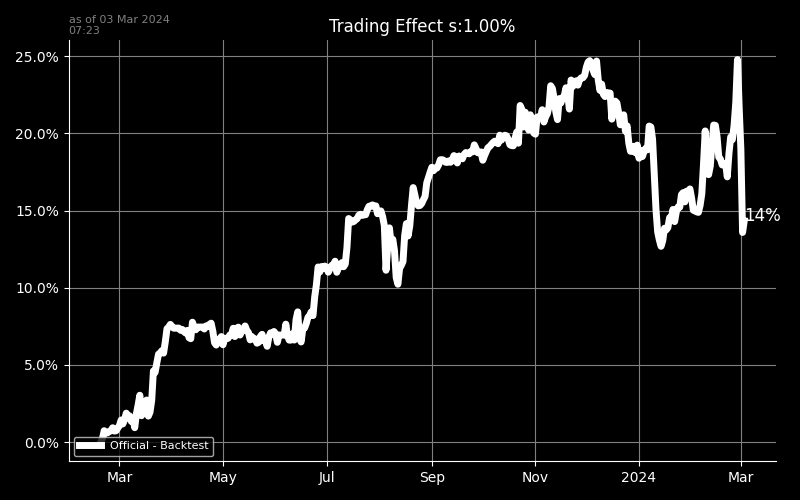 as of 03 Mar 2024
07:23
Trading Effect s:1.00%
25.0%
20.0%
15.0%
14%
10.0%
5.0%
0.0%
Official - Backtest
Mar May Jul Sep Nov 2024 Mar